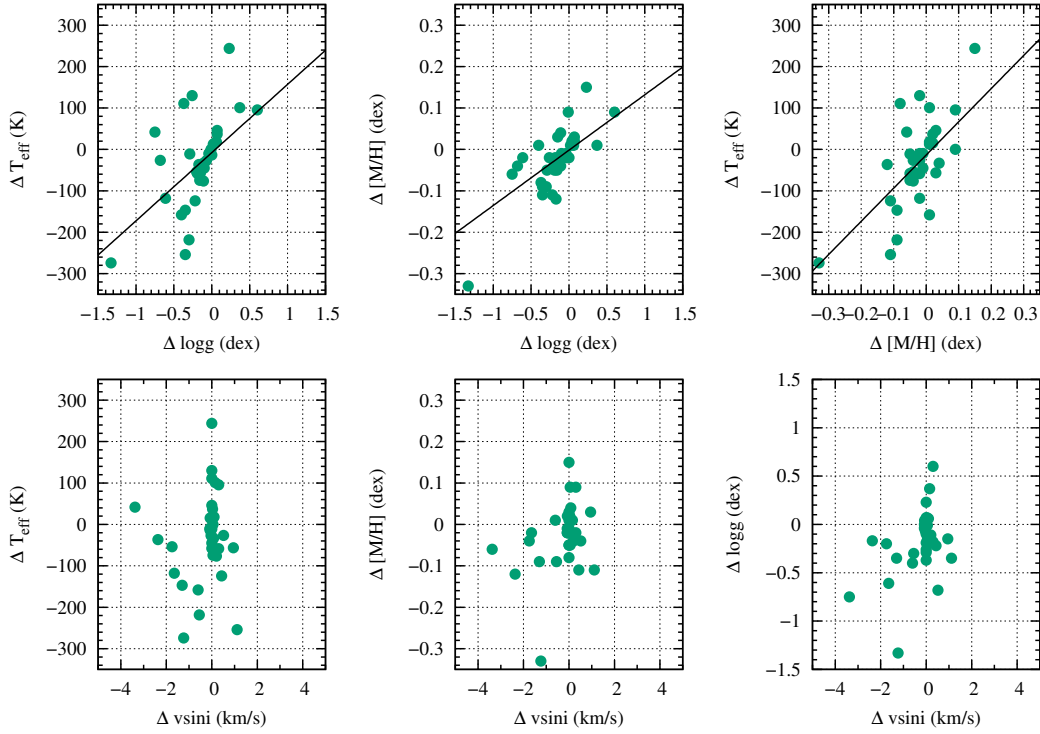 Δ T_eff (K)
300
200
100
0
−100
−200
−300
−1.5 −1 −0.5 0 0.5 1 1.5
Δ logg (dex)
Δ [M/H] (dex)
0.3
0.2
0.1
0
−0.1
−0.2
−0.3
−1.5 −1 −0.5 0 0.5 1 1.5
Δ logg (dex)
Δ T_eff (K)
300
200
100
0
−100
−200
−300
−0.3 −0.2 −0.1 0 0.1 0.2 0.3
Δ [M/H] (dex)
Δ T_eff (K)
300
200
100
0
−100
−200
−300
−4 −2 0 2 4
Δ vsini (km/s)
Δ [M/H] (dex)
0.3
0.2
0.1
0
−0.1
−0.2
−0.3
−4 −2 0 2 4
Δ vsini (km/s)
Δ logg (dex)
1.5
1
0.5
0
−0.5
−1
−1.5
−4 −2 0 2 4
Δ vsini (km/s)